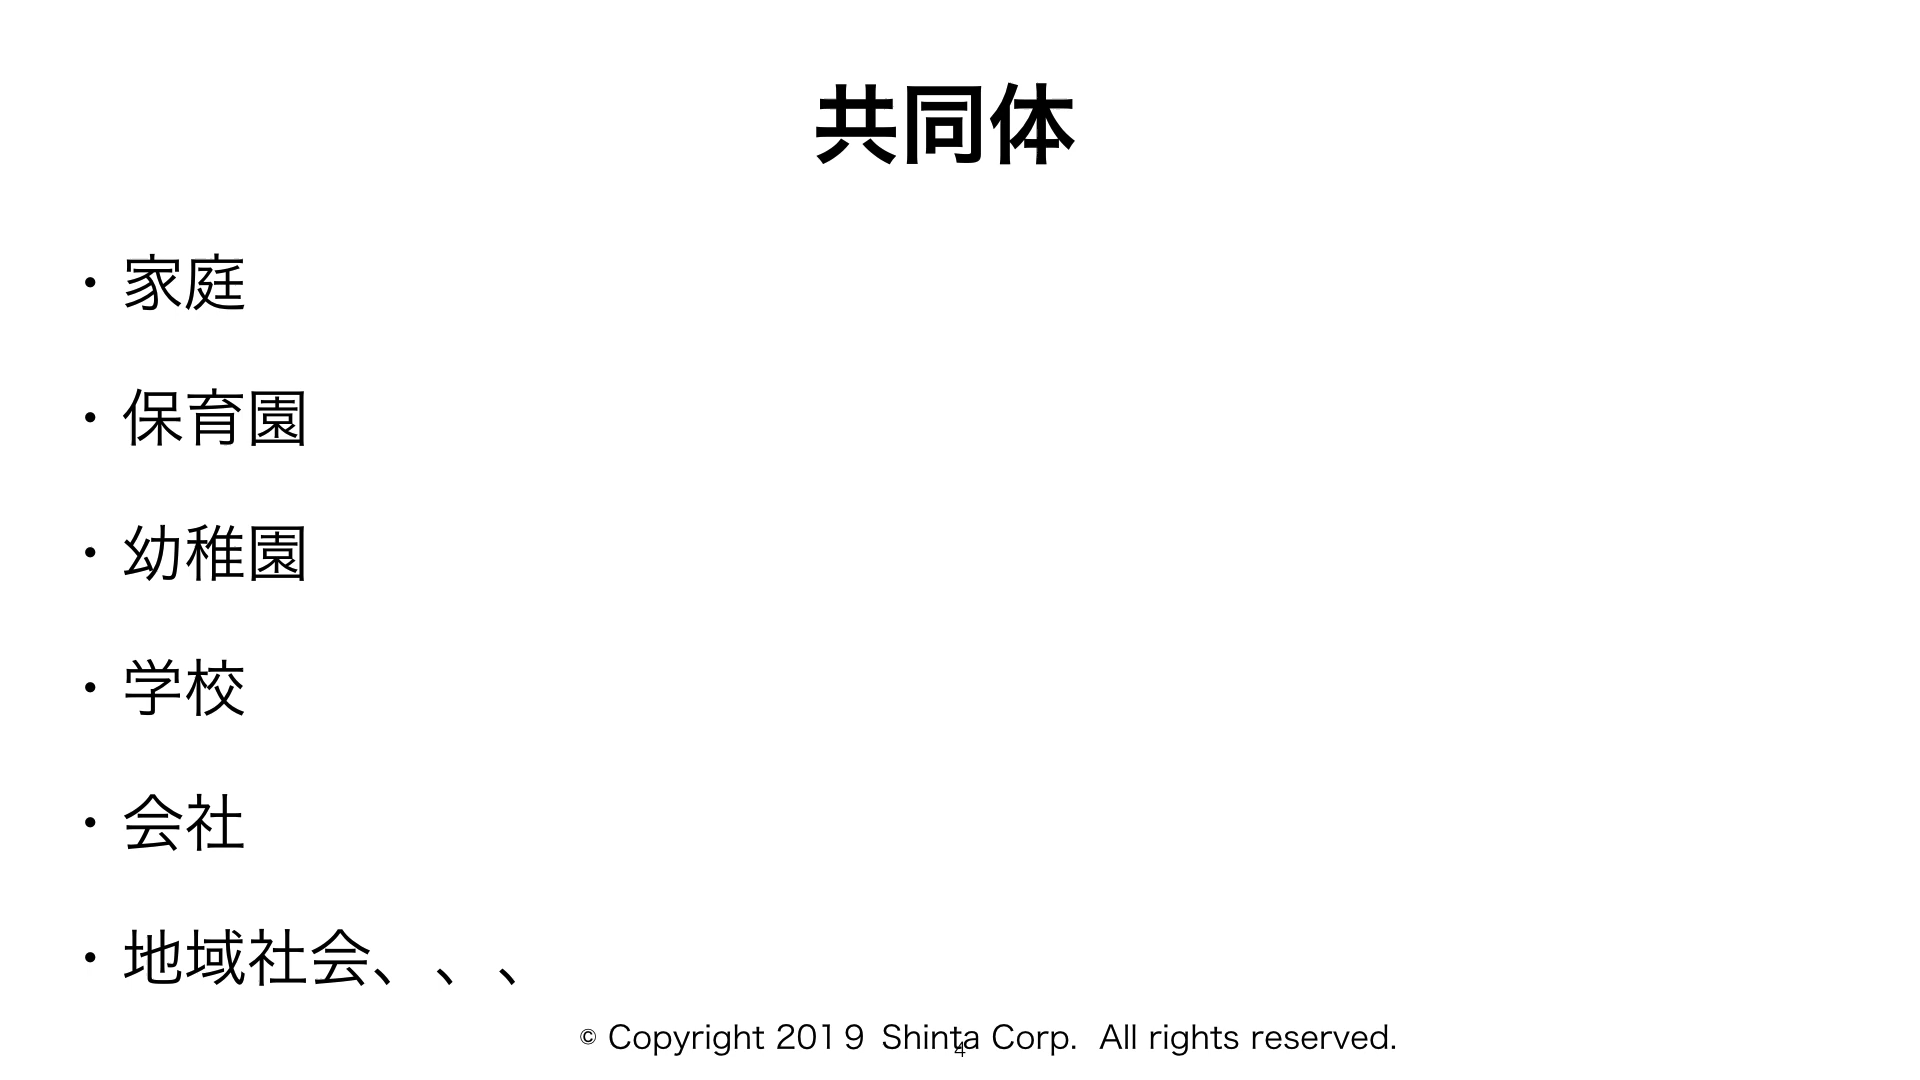 共同体
・家庭
・保育園
・幼稚園
・学校
・会社
・地域社会、、、
© Copyright 201９ Shinta Corp.  All rights reserved.
4